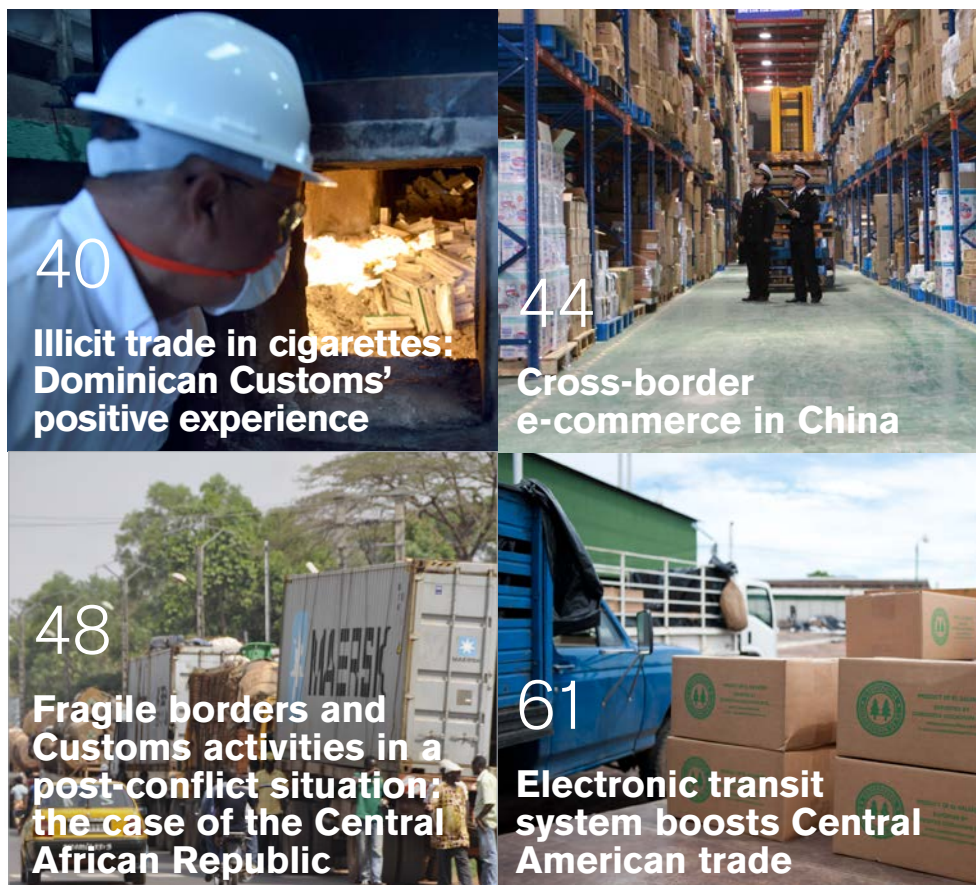 40
Illicit trade in cigarettes:
Dominican Customs'
positive experience
44
Cross-border
e-commerce in China
48
Fragile borders and
Customs activities in a
post-conflict situation:
the case of the Central
African Republic
MAERSK
MAERSK
61
Electronic transit
system boosts Central
American trade